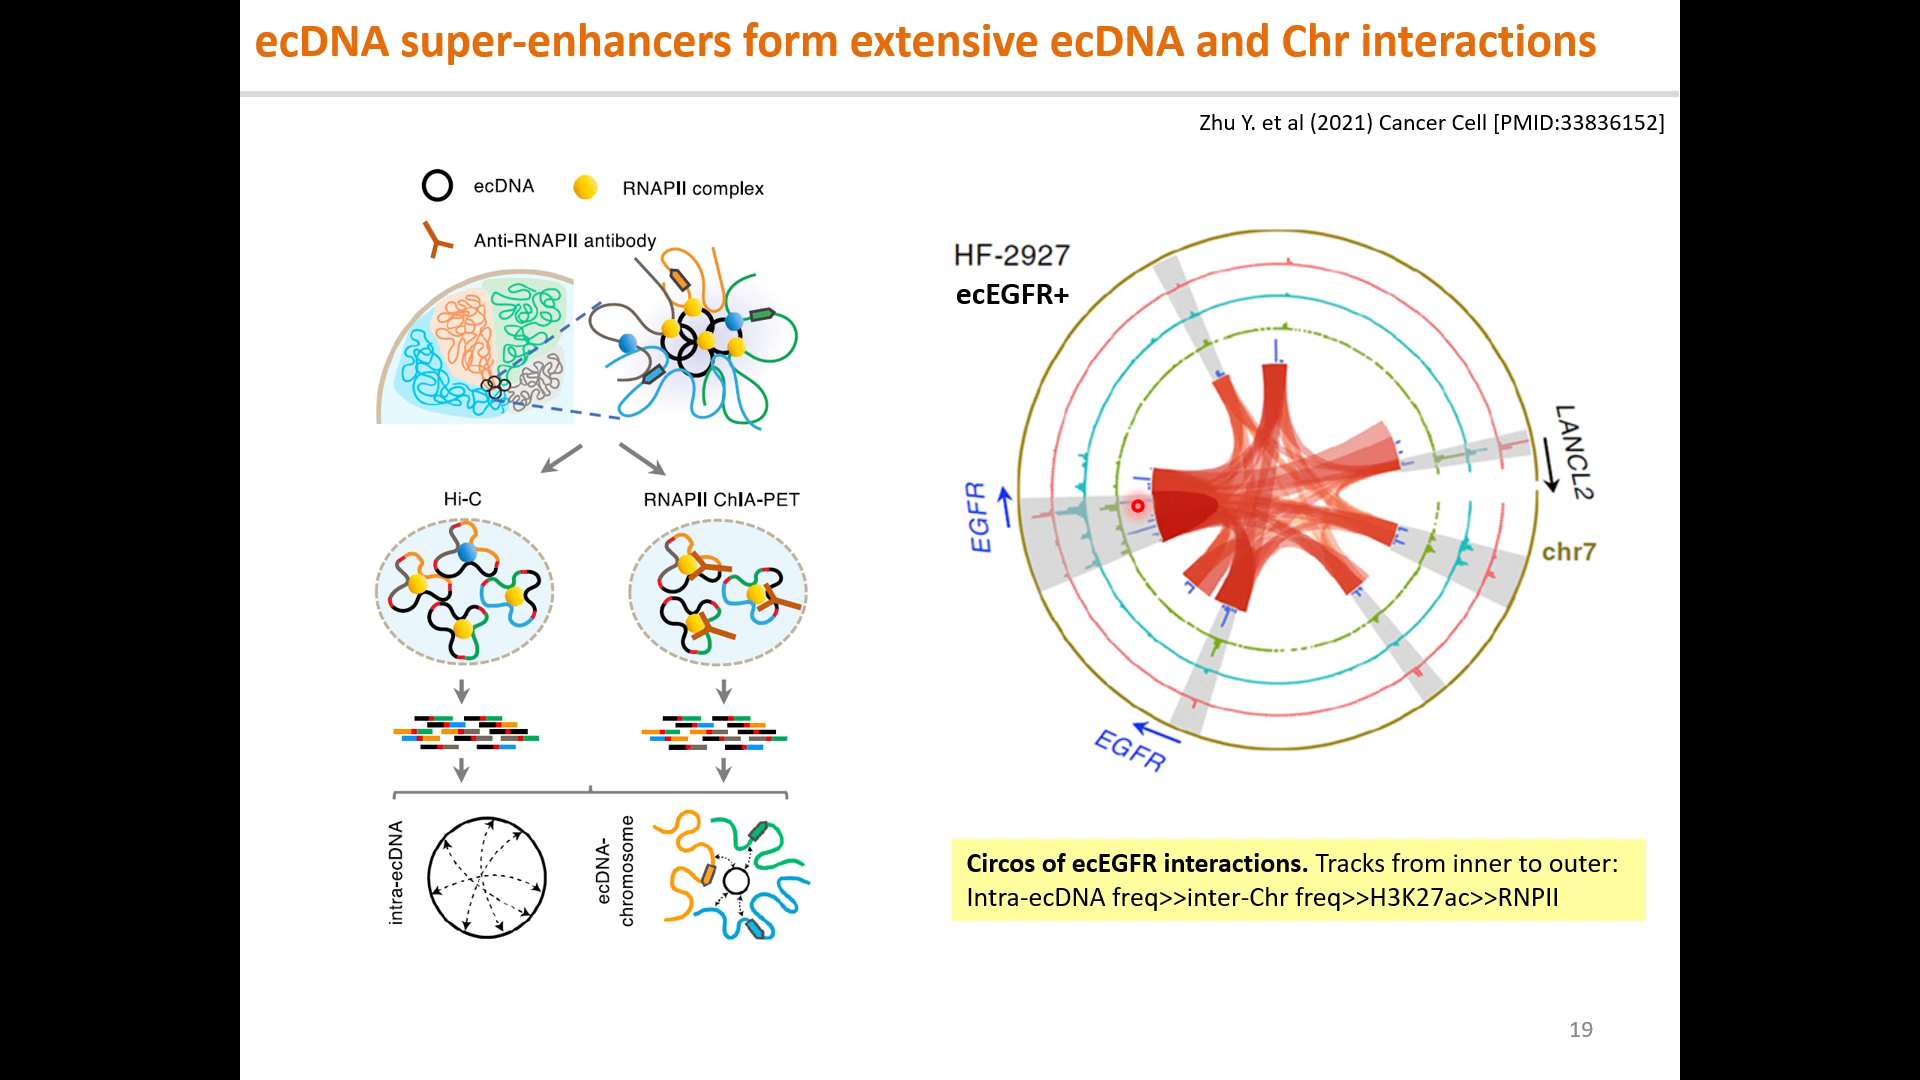 ecDNA super-enhancers form extensive ecDNA and Chr interactions
Zhu Y. et al (2021) Cancer Cell [PMID:33836152]
ecDNA
RNAPII complex
Anti-RNAPII antibody
Hi-C
RNAPII ChIA-PET
intra-ecDNA
ecDNA-
chromosome
HF-2927
ecEGFR+
LANCL2
EGFR
chr7
EGFR
Circos of ecEGFR interactions. Tracks from inner to outer:
Intra-ecDNA freq>>inter-Chr freq>>H3K27ac>>RNPII
19